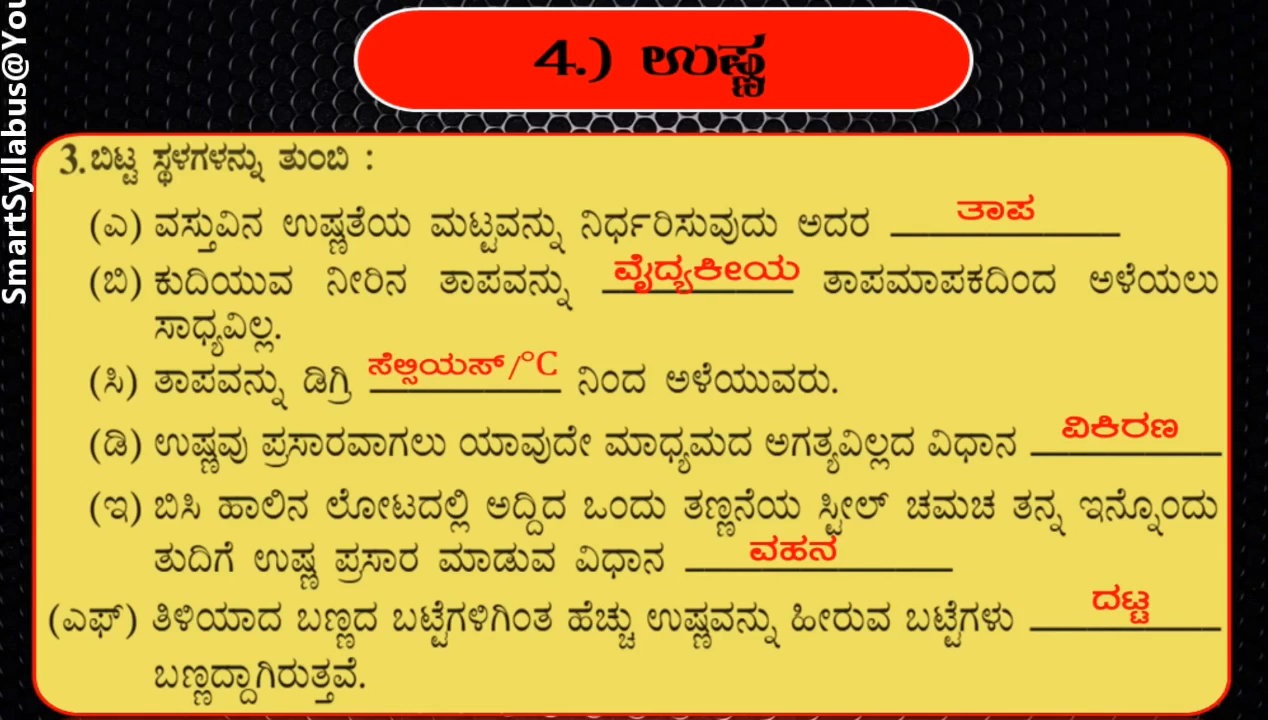 SmartSyllabus@You
4.) ಉಷ್ಣ
3. ಬಿಟ್ಟ ಸ್ಥಳಗಳನ್ನು ತುಂಬಿ :
(ಎ) ವಸ್ತುವಿನ ಉಷ್ಣತೆಯ ಮಟ್ಟವನ್ನು ನಿರ್ಧರಿಸುವುದು ಅದರ ತಾಪ
(ಬಿ) ಕುದಿಯುವ ನೀರಿನ ತಾಪವನ್ನು ವೈದ್ಯಕೀಯ ತಾಪಮಾಪಕದಿಂದ ಅಳೆಯಲು
ಸಾಧ್ಯವಿಲ್ಲ.
(ಸಿ) ತಾಪವನ್ನು ಡಿಗ್ರಿ ಸೆಲ್ಸಿಯಸ್/°C ನಿಂದ ಅಳೆಯುವರು.
(ಡಿ) ಉಷ್ಣವು ಪ್ರಸಾರವಾಗಲು ಯಾವುದೇ ಮಾಧ್ಯಮದ ಅಗತ್ಯವಿಲ್ಲದ ವಿಧಾನ ವಿಕಿರಣ
(ಇ) ಬಿಸಿ ಹಾಲಿನ ಲೋಟದಲ್ಲಿ ಅದ್ದಿದ ಒಂದು ತಣ್ಣನೆಯ ಸ್ಟೀಲ್ ಚಮಚ ತನ್ನ ಇನ್ನೊಂದು
ತುದಿಗೆ ಉಷ್ಣ ಪ್ರಸಾರ ಮಾಡುವ ವಿಧಾನ ವಹನ
(ಎಫ್) ತಿಳಿಯಾದ ಬಣ್ಣದ ಬಟ್ಟೆಗಳಿಗಿಂತ ಹೆಚ್ಚು ಉಷ್ಣವನ್ನು ಹೀರುವ ಬಟ್ಟೆಗಳು ದಟ್ಟ
ಬಣ್ಣದ್ದಾಗಿರುತ್ತವೆ.